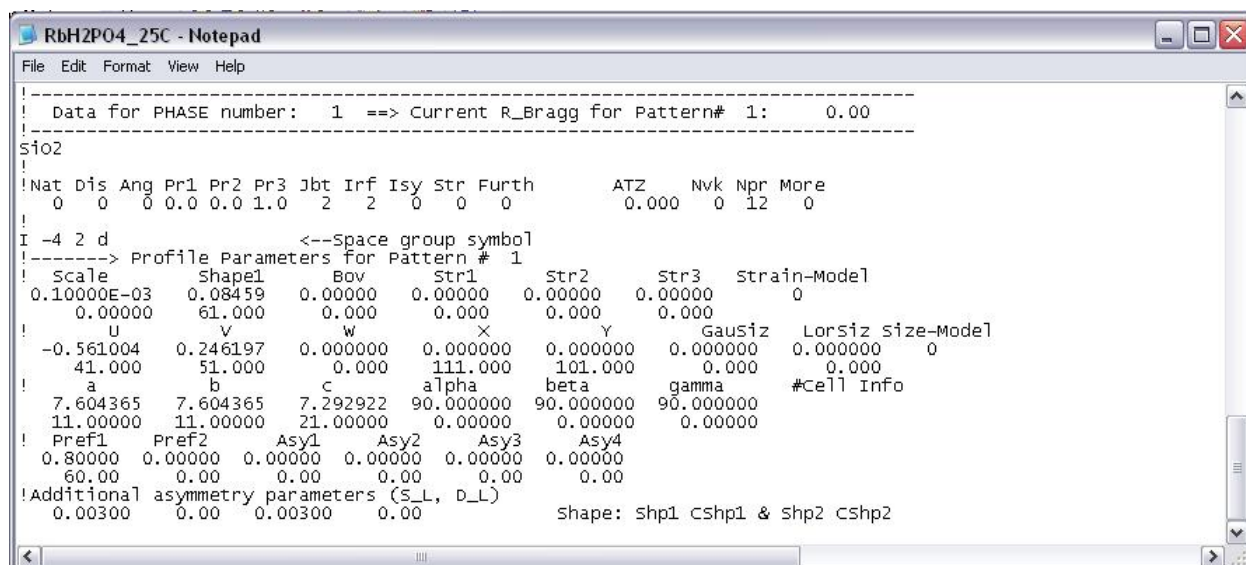 RbH2PO4_25C - Notepad
File Edit Format View Help
!-------------------------------------------------------------------------------
!  Data for PHASE number:   1  ==> Current R_Bragg for Pattern#  1:     0.00
!-------------------------------------------------------------------------------
Sio2
!
!Nat Dis Ang Pr1 Pr2 Pr3 Jbt Irf Isy Str Furth       ATZ    Nvk Npr More
   0   0   0 0.0 0.0 1.0   2   2   0   0   0          0.000   0  12   0
!
I -4 2 d                 <--Space group symbol
!-------> Profile Parameters for Pattern #  1
!  Scale        Shape1      Bov      Str1      Str2      Str3   Strain-Model
 0.10000E-03   0.08459   0.00000   0.00000   0.00000   0.00000       0
     0.00000    61.000     0.000     0.000     0.000     0.000
!       U         V          W           X          Y        GauSiz   LorSiz Size-Model
  -0.561004   0.246197   0.000000   0.000000   0.000000   0.000000   0.000000    0
     41.000     51.000      0.000    111.000    101.000      0.000      0.000
!     a          b         c        alpha      beta       gamma      #Cell Info
   7.604365   7.604365   7.292922  90.000000  90.000000  90.000000
   11.00000   11.00000   21.00000    0.00000    0.00000    0.00000
!  Pref1    Pref2      Asy1     Asy2     Asy3     Asy4
  0.80000  0.00000  0.00000  0.00000  0.00000  0.00000
    60.00     0.00     0.00     0.00     0.00     0.00
!Additional asymmetry parameters (S_L, D_L)
   0.00300     0.00  0.00300     0.00            Shape: Shp1 CShp1 & Shp2 CShp2